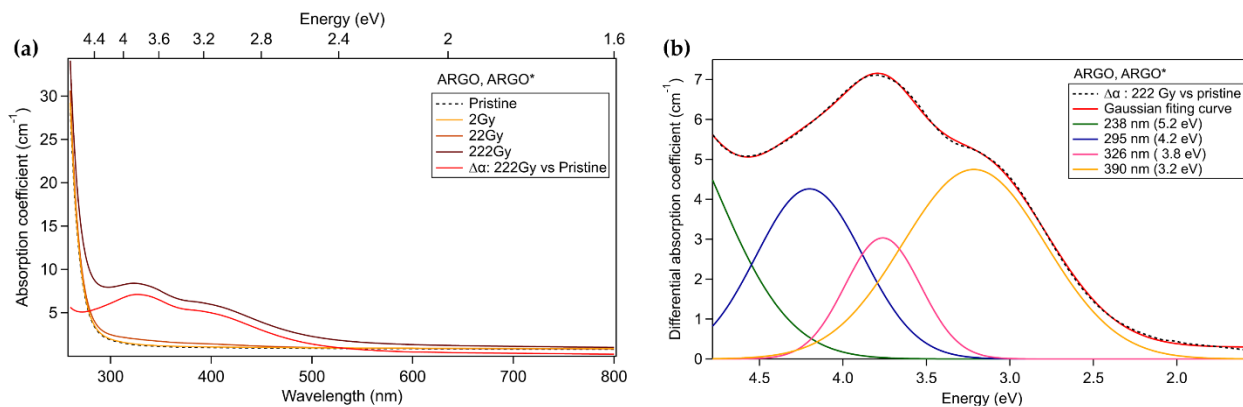 (a)
Energy (eV)
4.4 4 3.6 3.2 2.8 2.4 2 1.6
Absorption coefficient (cm⁻¹)
30
25
20
15
10
5
ARGO, ARGO*
Pristine
2Gy
22Gy
222Gy
Δα: 222Gy vs Pristine
300 400 500 600 700 800
Wavelength (nm)
(b)
Differential absorption coefficient (cm⁻¹)
7
6
5
4
3
2
1
0
ARGO, ARGO*
Δα : 222 Gy vs pristine
Gaussian fiting curve
238 nm (5.2 eV)
295 nm (4.2 eV)
326 nm ( 3.8 eV)
390 nm (3.2 eV)
4.5 4.0 3.5 3.0 2.5 2.0
Energy (eV)